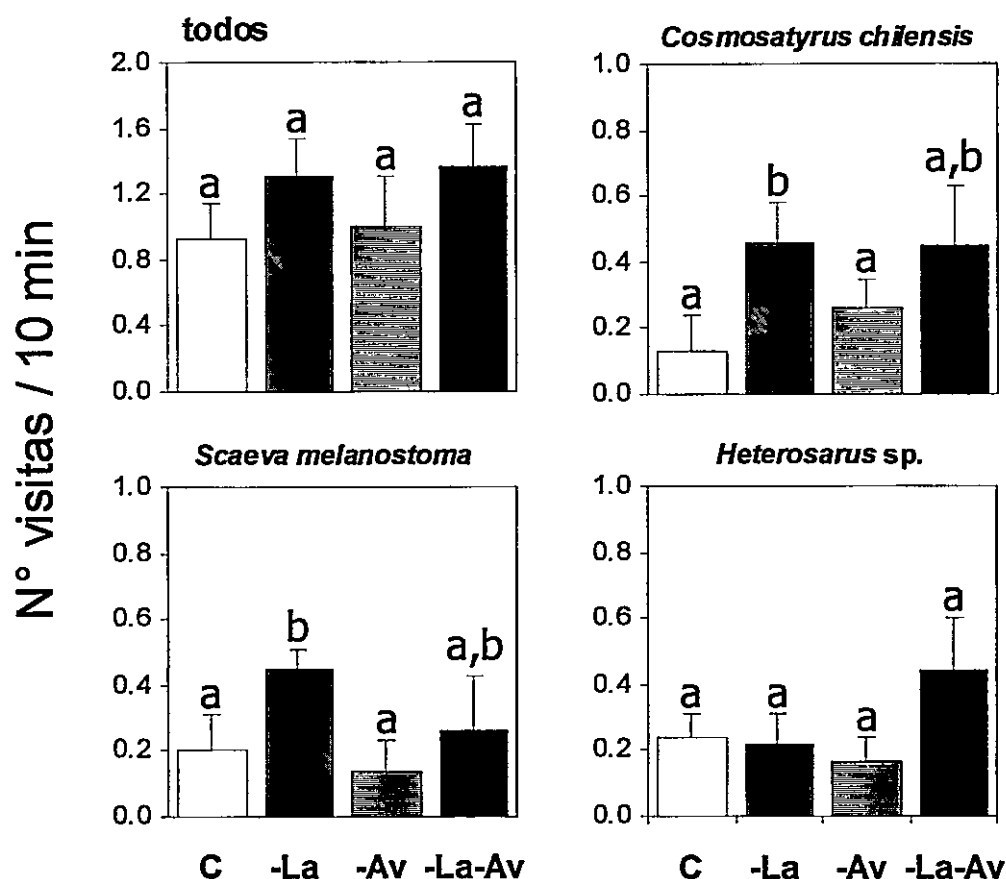 N° visitas / 10 min
todos
2.0
1.6
1.2
0.8
0.4
0.0
a
a
a
a
Cosmosatyrus chilensis
1.0
0.8
0.6
0.4
0.2
0.0
a
b
a
a,b
Scaeva melanostoma
1.0
0.8
0.6
0.4
0.2
0.0
a
b
a
a,b
C -La -Av -La-Av
Heterosarus sp.
1.0
0.8
0.6
0.4
0.2
0.0
a
a
a
a
C -La -Av -La-Av